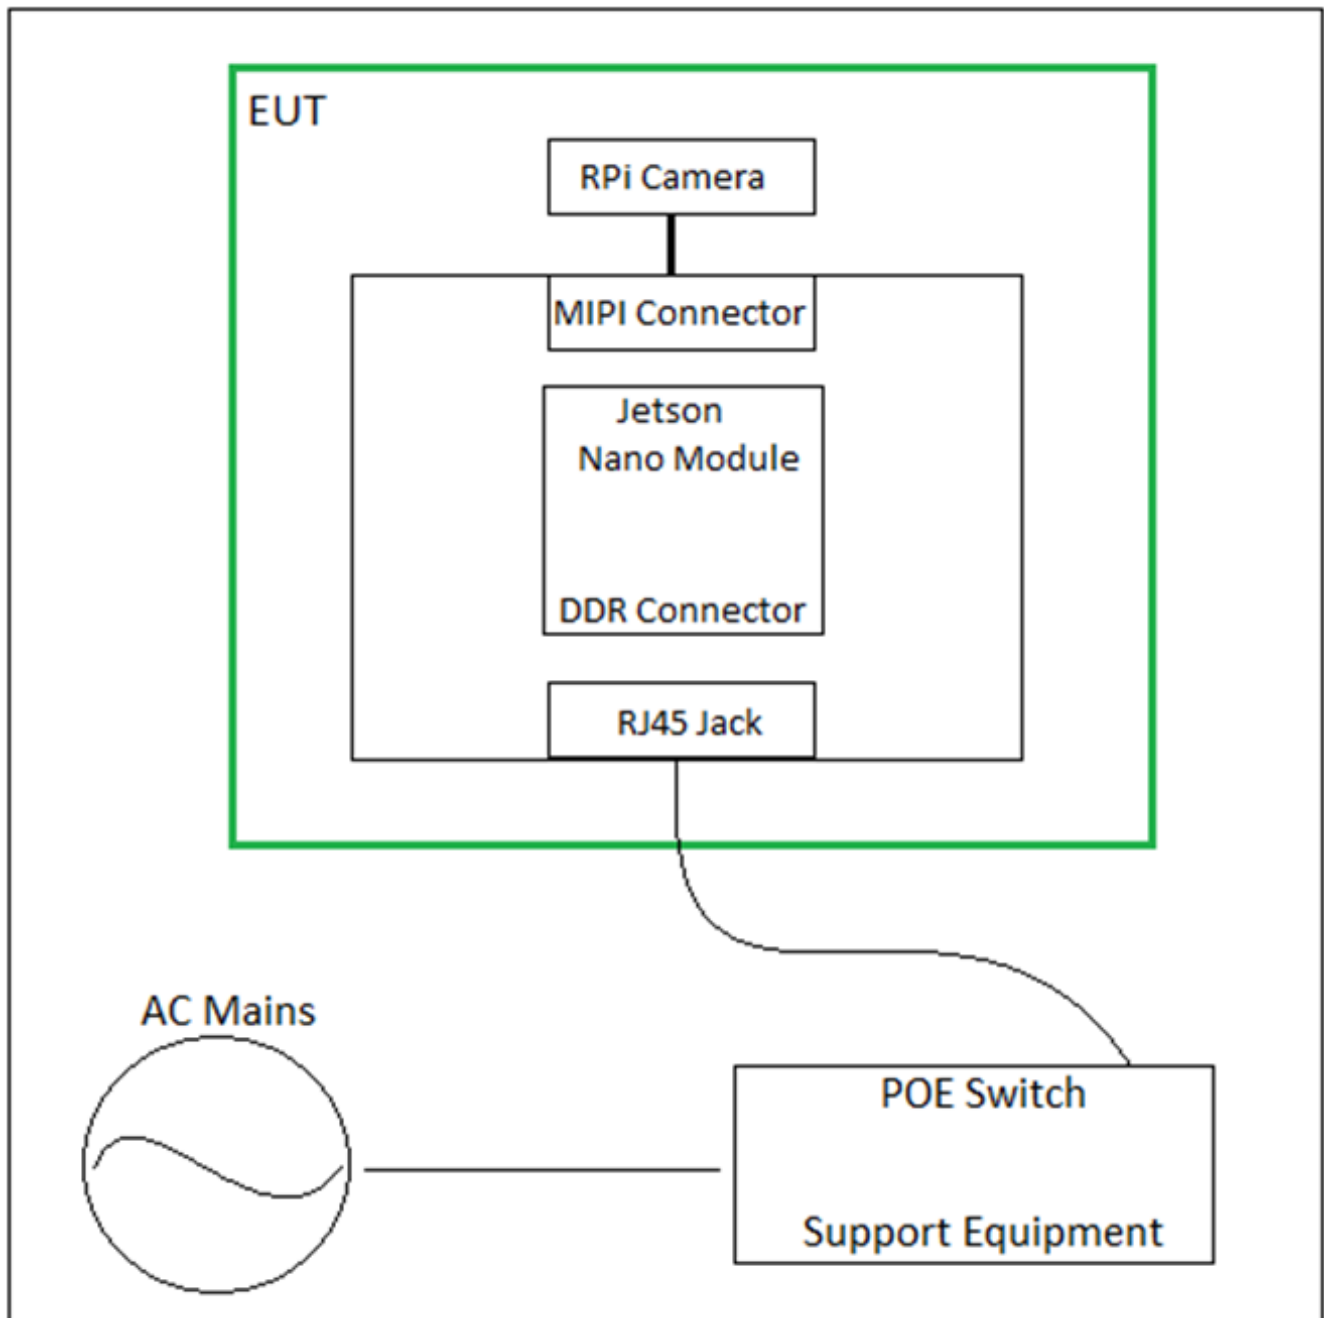 EUT
RPi Camera
MIPI Connector
Jetson
Nano Module
DDR Connector
RJ45 Jack
AC Mains
POE Switch
Support Equipment